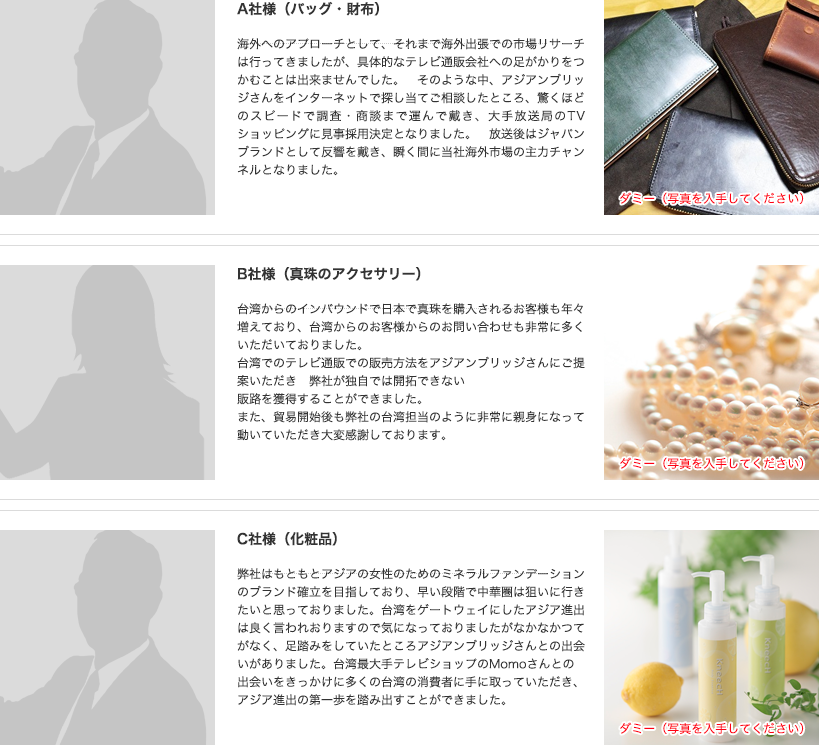 A社様（バッグ・財布）
海外へのアプローチとして、それまで海外出張での市場リサーチ
は行ってきましたが、具体的なテレビ通販会社への足がかりをつ
かむことは出来ませんでした。　そのような中、アジアンブリッ
ジさんをインターネットで探し当てご相談したところ、驚くほど
のスピードで調査・商談まで運んで戴き、大手放送局のTV
ショッピングに見事採用決定となりました。　放送後はジャパン
ブランドとして反響を戴き、瞬く間に当社海外市場の主力チャン
ネルとなりました。
ダミー（写真を入手してください）
B社様（真珠のアクセサリー）
台湾からのインバウンドで日本で真珠を購入されるお客様も年々
増えており、台湾からのお客様からのお問い合わせも非常に多く
いただいておりました。
台湾でのテレビ通販での販売方法をアジアンブリッジさんにご提
案いただき　弊社が独自では開拓できない
販路を獲得することができました。
また、貿易開始後も弊社の台湾担当のように非常に親身になって
動いていただき大変感謝しております。
ダミー（写真を入手してください）
C社様（化粧品）
弊社はもともとアジアの女性のためのミネラルファンデーション
のブランド確立を目指しており、早い段階で中華圏は狙いに行き
たいと思っておりました。台湾をゲートウェイにしたアジア進出
は良く言われおりますので気になっておりましたがなかなかつて
がなく、足踏みをしていたところアジアンブリッジさんとの出会
いがありました。台湾最大手テレビショップのMomoさんとの
出会いをきっかけに多くの台湾の消費者に手に取っていただき、
アジア進出の第一歩を踏み出すことができました。
ダミー（写真を入手してください）